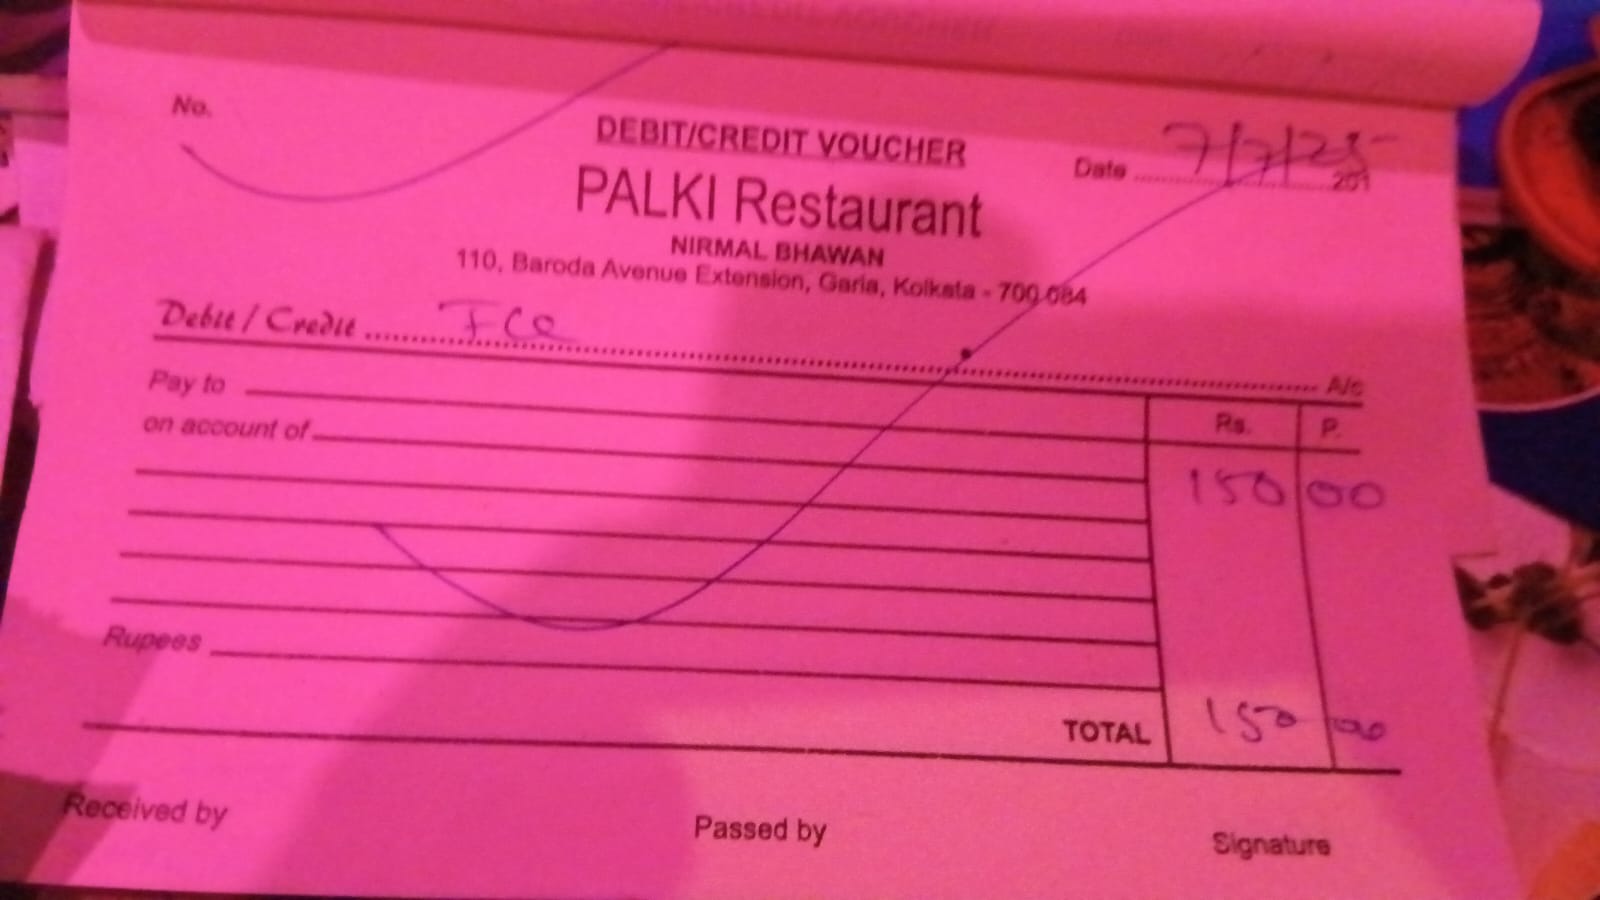 No.
DEBIT/CREDIT VOUCHER
Date 7/7/25 201
PALKI Restaurant
NIRMAL BHAWAN
110, Baroda Avenue Extension, Garia, Kolkata - 700 084
Debit / Credit A/c
Pay to
Rs. P.
on account of
150 00
Rupees
TOTAL 150 00
Received by Passed by Signature